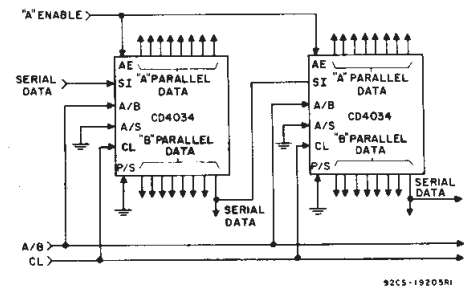 "A" ENABLE
AE
SERIAL
DATA
SI
"A" PARALLEL
DATA
A/B
CD4034
A/S
"B" PARALLEL
DATA
CL
P/S
SERIAL
DATA
AE
SI
"A" PARALLEL
DATA
A/B
CD4034
A/S
"B" PARALLEL
DATA
CL
P/S
SERIAL
DATA
A/B
CL
92CS-19205R1